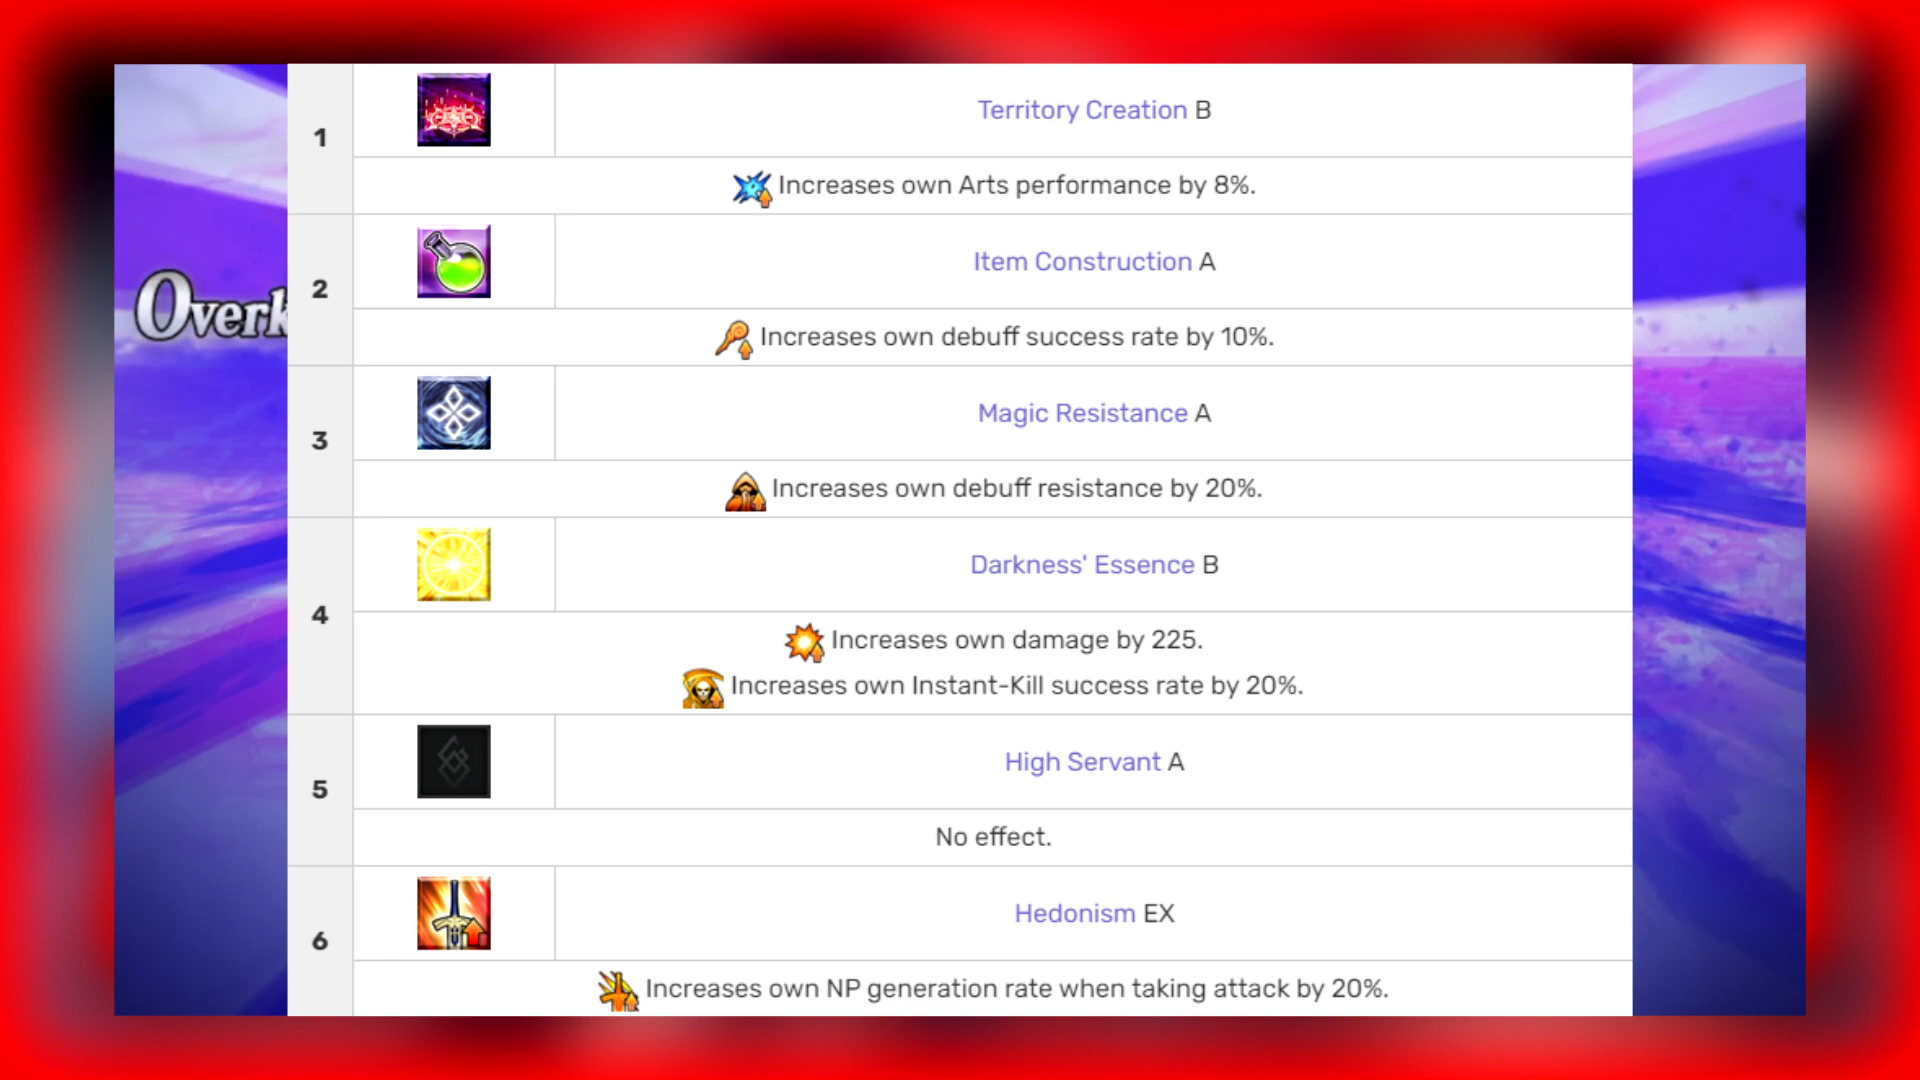 Overk
1
Territory Creation B
Increases own Arts performance by 8%.
2
Item Construction A
Increases own debuff success rate by 10%.
3
Magic Resistance A
Increases own debuff resistance by 20%.
4
Darkness' Essence B
Increases own damage by 225.
Increases own Instant-Kill success rate by 20%.
5
High Servant A
No effect.
6
Hedonism EX
Increases own NP generation rate when taking attack by 20%.